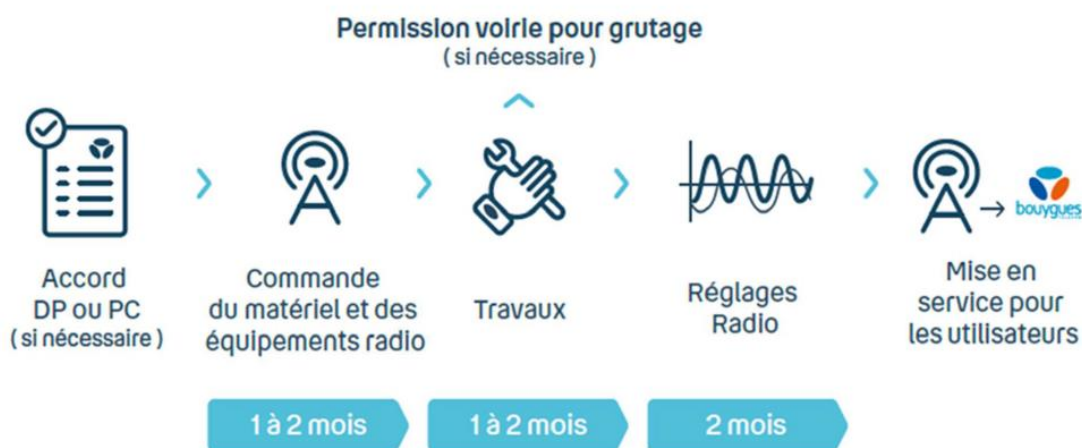 Permission voirie pour grutage
( si nécessaire )
Accord
DP ou PC
( si nécessaire )
Commande
du matériel et des
équipements radio
Travaux
Réglages
Radio
bouygues
Mise en
service pour
les utilisateurs
1 à 2 mois
1 à 2 mois
2 mois